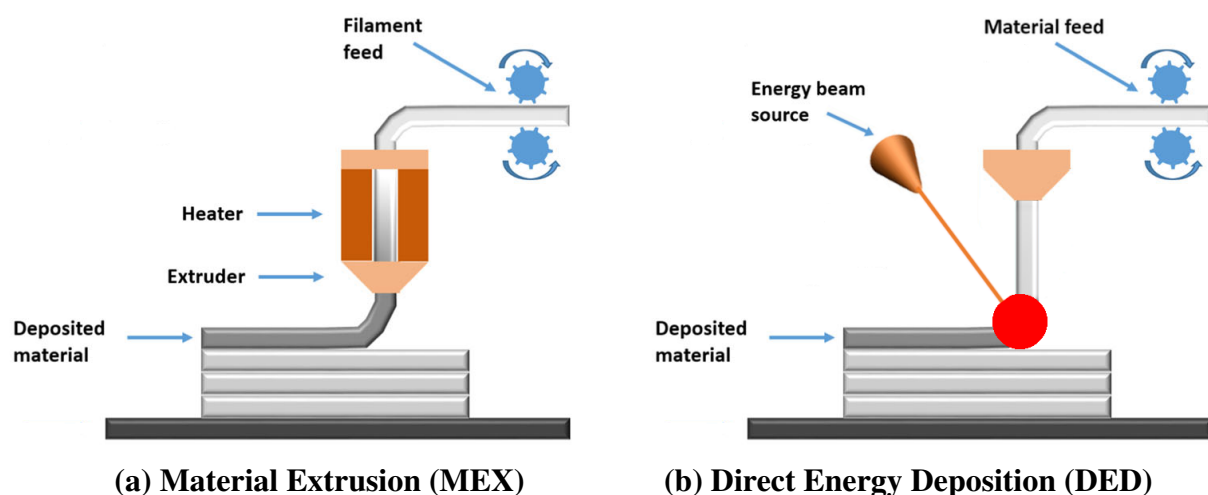 Filament
feed
Heater
Extruder
Deposited
material
(a) Material Extrusion (MEX)
Material feed
Energy beam
source
Deposited
material
(b) Direct Energy Deposition (DED)